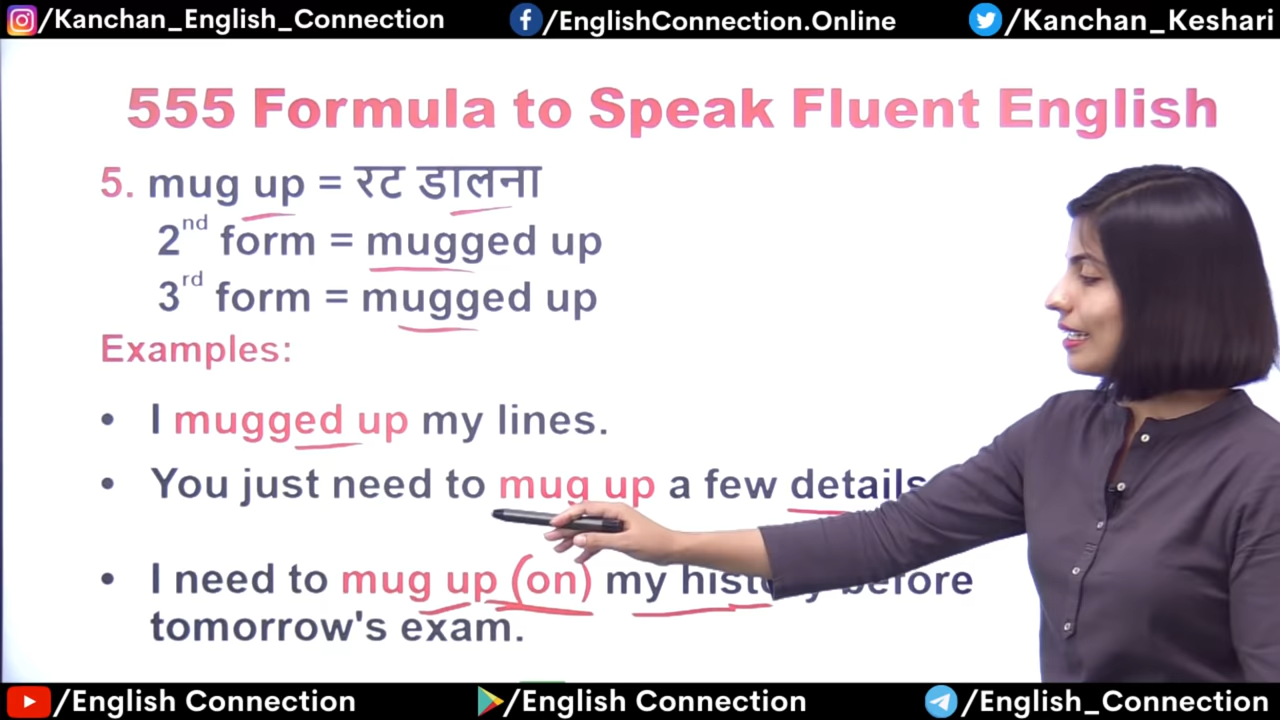 /Kanchan_English_Connection /EnglishConnection.Online /Kanchan_Keshari
555 Formula to Speak Fluent English
5. mug up = रट डालना
2nd form = mugged up
3rd form = mugged up
Examples:
• I mugged up my lines.
• You just need to mug up a few details
• I need to mug up (on) my history before
tomorrow's exam.
/English Connection /English Connection /English_Connection